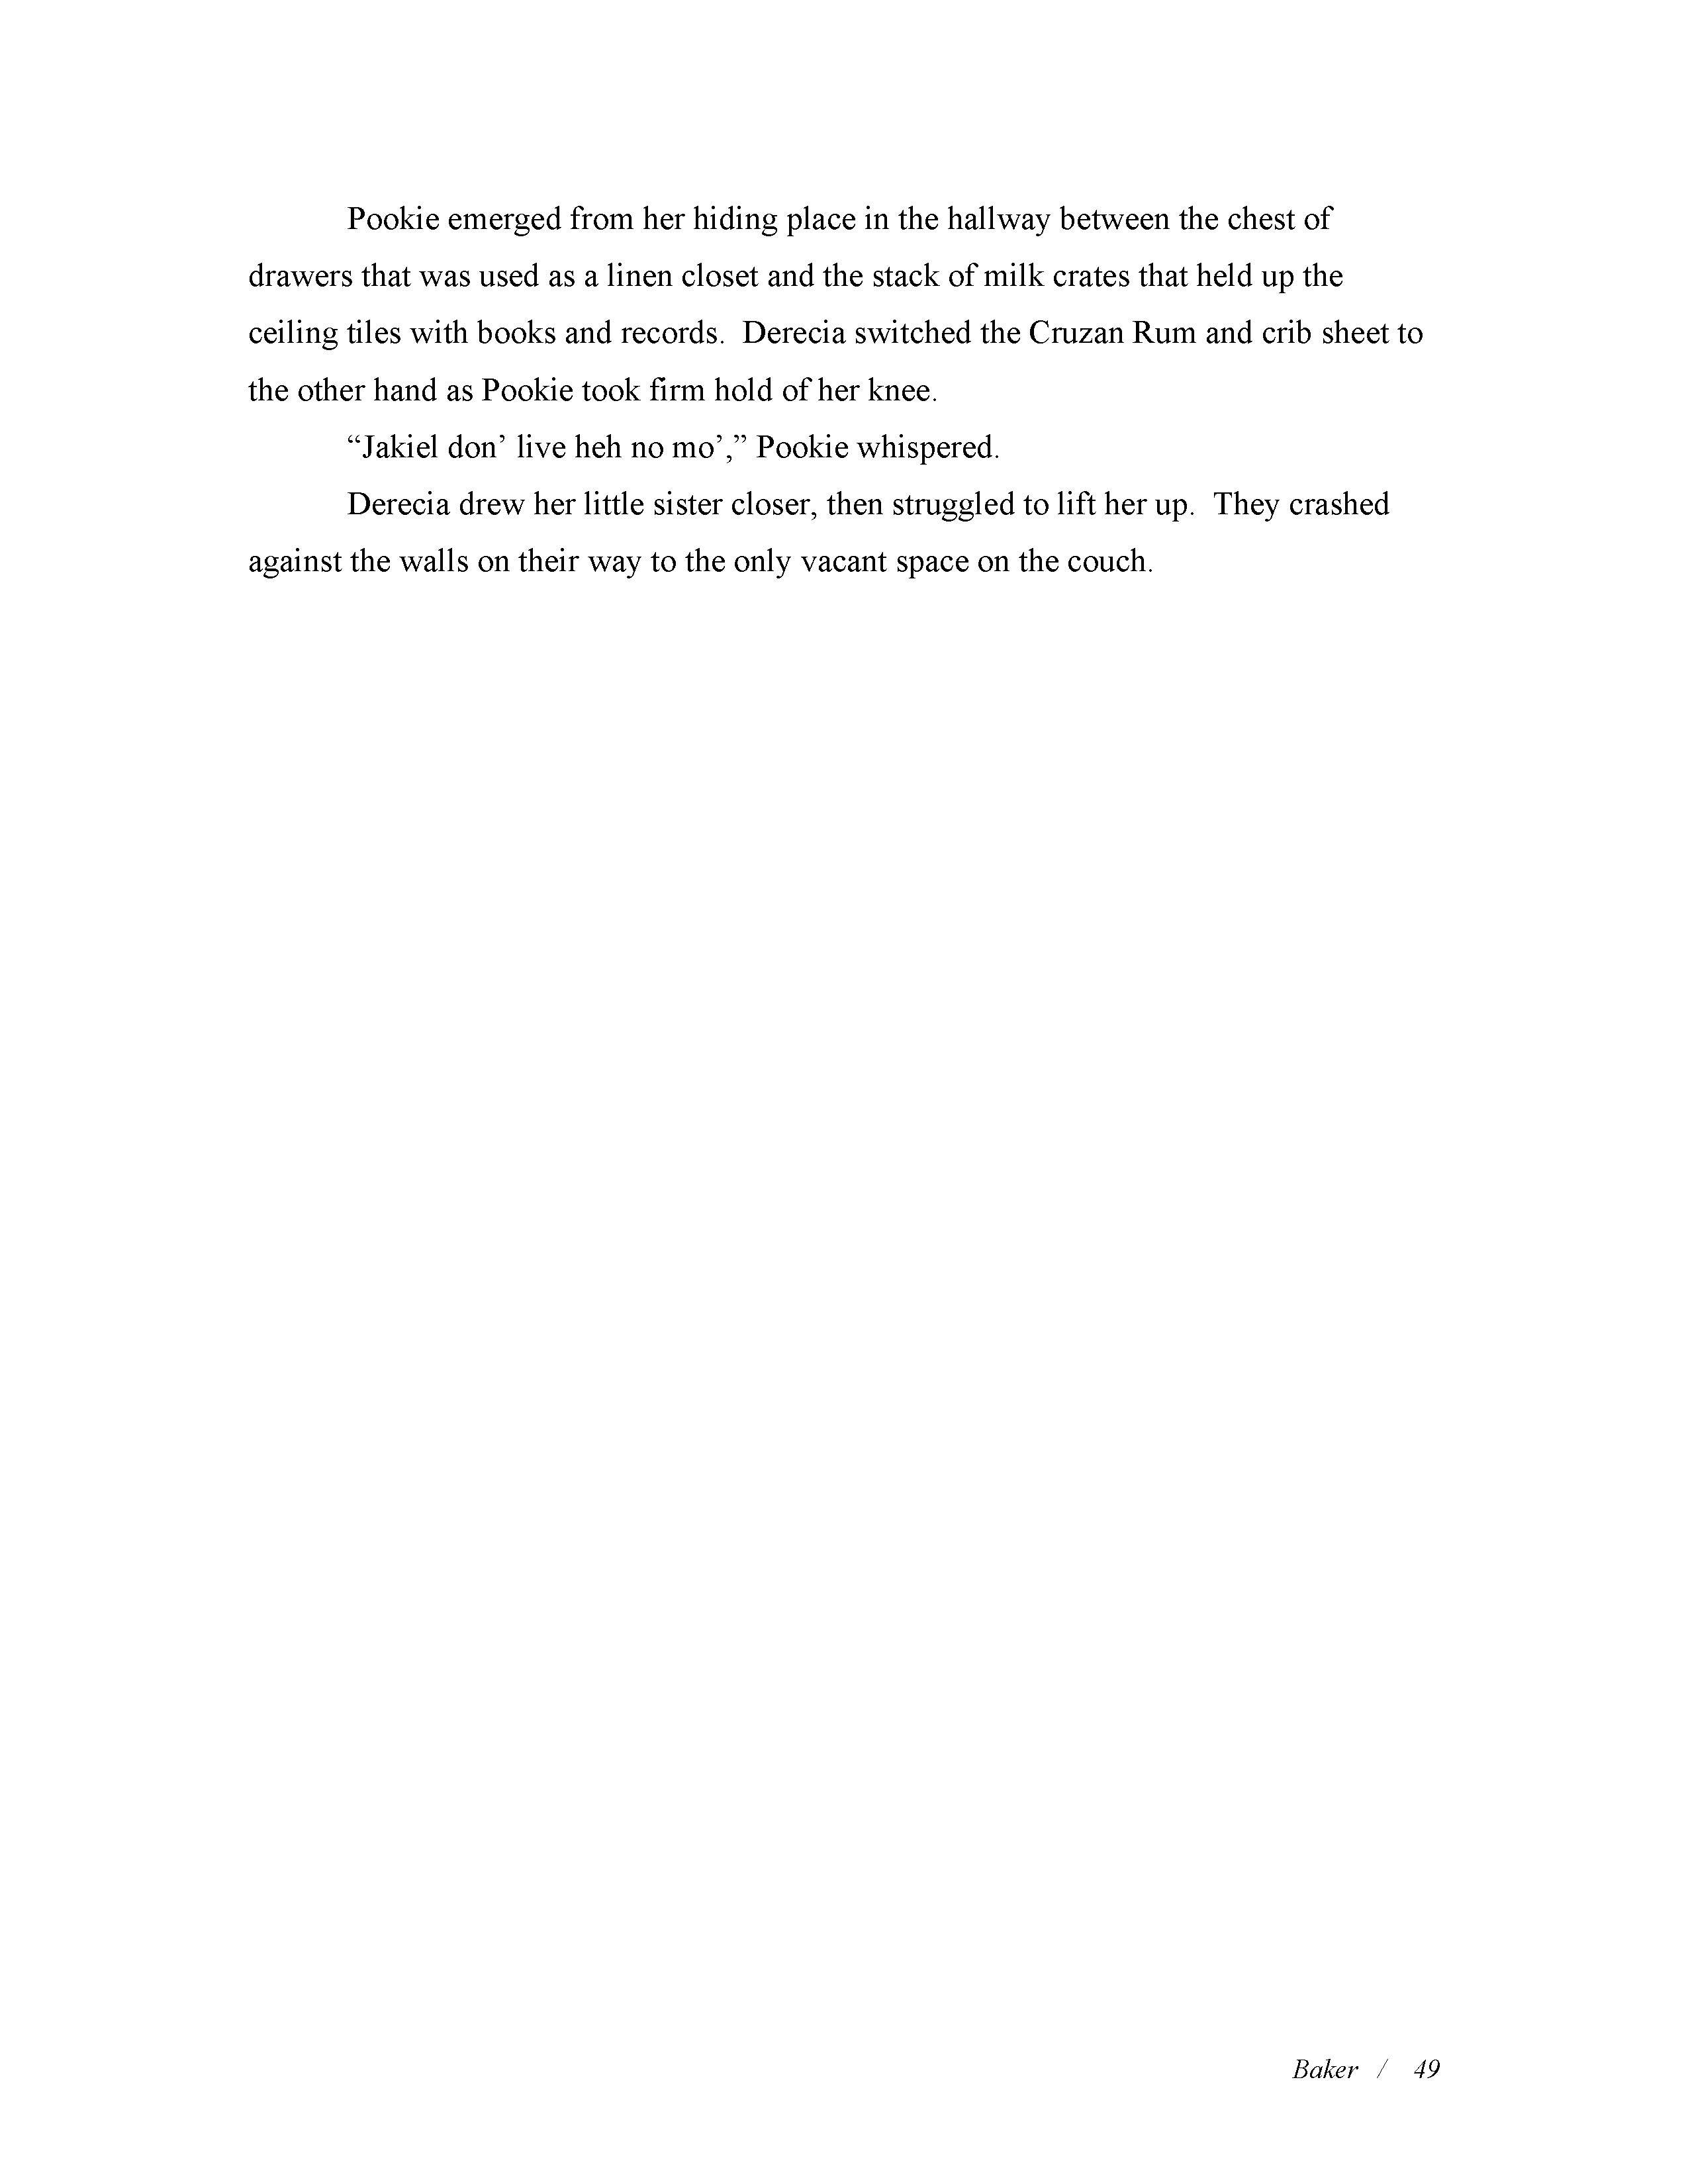 Pookie emerged from her hiding place in the hallway between the chest of
drawers that was used as a linen closet and the stack of milk crates that held up the
ceiling tiles with books and records.  Derecia switched the Cruzan Rum and crib sheet to
the other hand as Pookie took firm hold of her knee.
“Jakiel don’ live heh no mo’,” Pookie whispered.
Derecia drew her little sister closer, then struggled to lift her up.  They crashed
against the walls on their way to the only vacant space on the couch.
Baker / 49